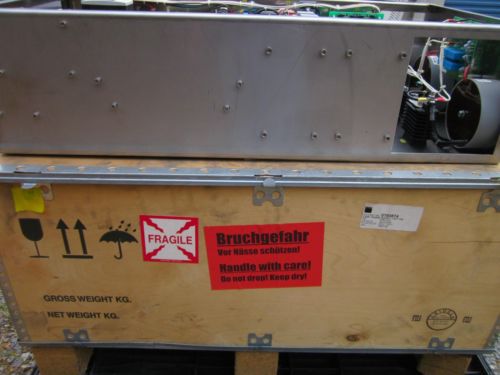 FRAGILE
Bruchgefahr
Vor Nässe schützen!
Handle with care!
Do not drop! Keep dry!
GROSS WEIGHT KG.
NET WEIGHT KG.